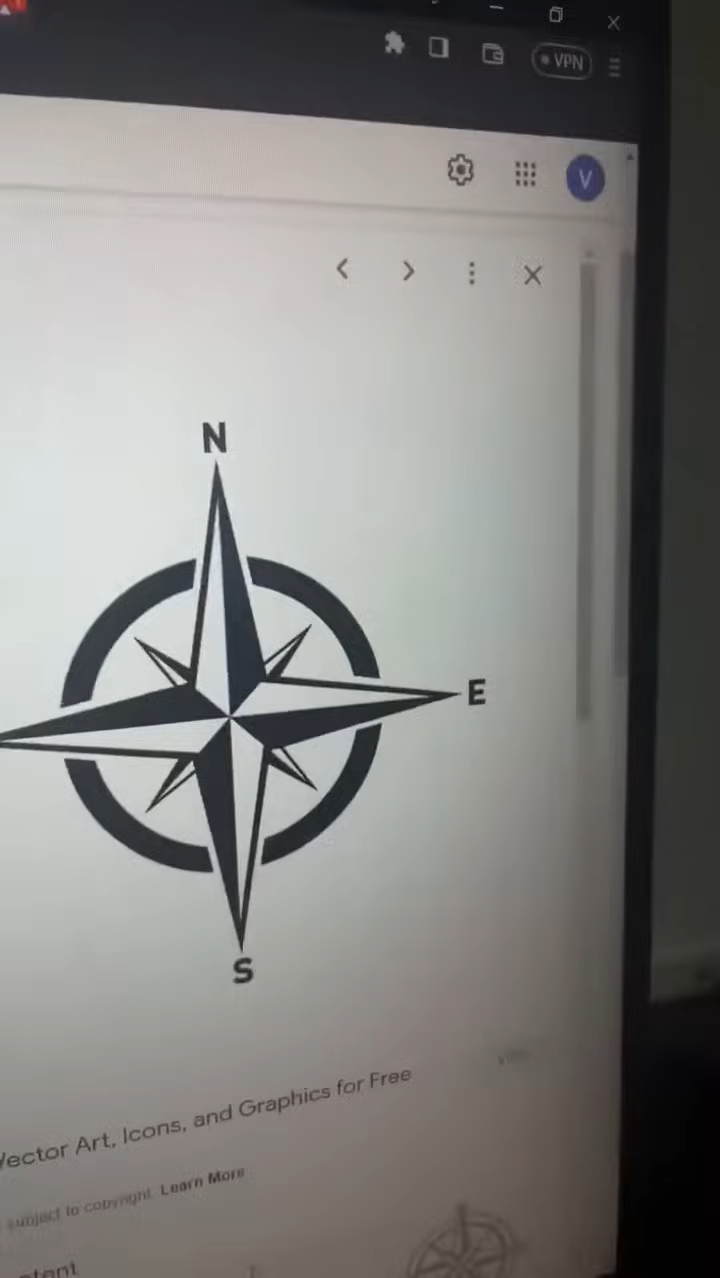 VPN
V
N
E
S
Vector Art, Icons, and Graphics for Free
subject to copyright. Learn More